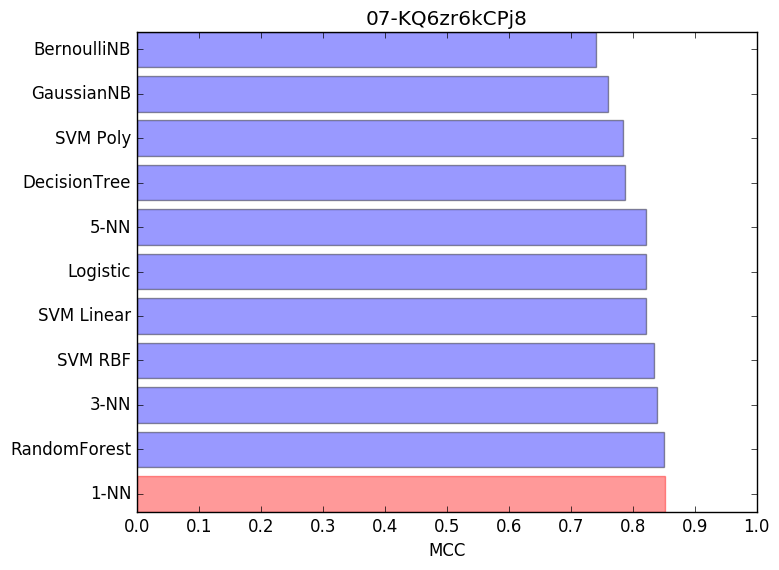 07-KQ6zr6kCPj8
BernoulliNB
GaussianNB
SVM Poly
DecisionTree
5-NN
Logistic
SVM Linear
SVM RBF
3-NN
RandomForest
1-NN
0.0 0.1 0.2 0.3 0.4 0.5 0.6 0.7 0.8 0.9 1.0
MCC